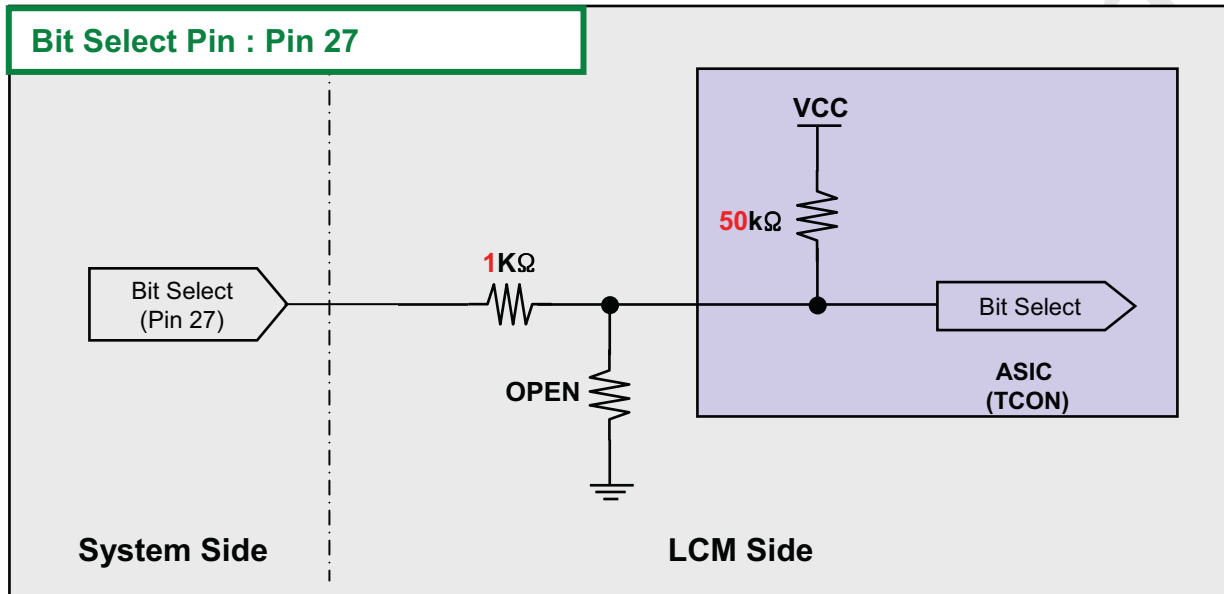 Bit Select Pin : Pin 27
VCC
50kΩ
1KΩ
Bit Select
(Pin 27)
Bit Select
OPEN
ASIC
(TCON)
System Side
LCM Side